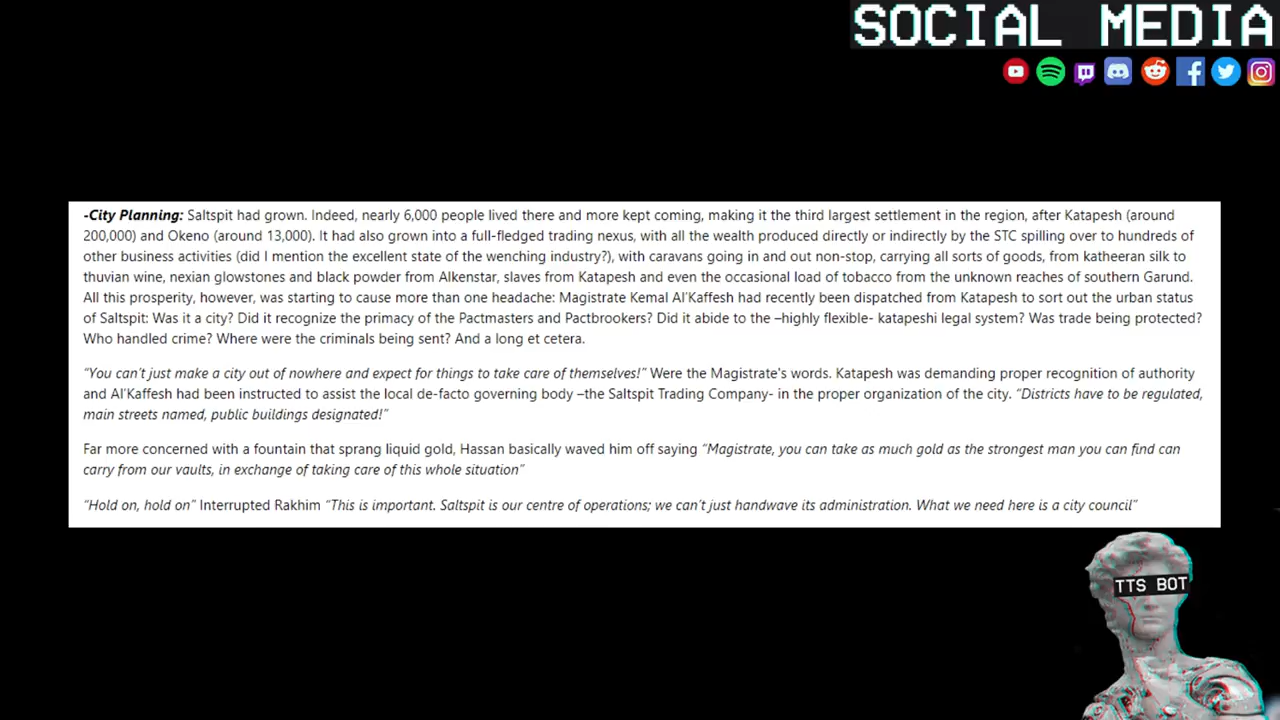 SOCIAL MEDIA
-City Planning: Saltspit had grown. Indeed, nearly 6,000 people lived there and more kept coming, making it the third largest settlement in the region, after Katapesh (around
200,000) and Okeno (around 13,000). It had also grown into a full-fledged trading nexus, with all the wealth produced directly or indirectly by the STC spilling over to hundreds of
other business activities (did I mention the excellent state of the wenching industry?), with caravans going in and out non-stop, carrying all sorts of goods, from katheeran silk to
thuvian wine, nexian glowstones and black powder from Alkenstar, slaves from Katapesh and even the occasional load of tobacco from the unknown reaches of southern Garund.
All this prosperity, however, was starting to cause more than one headache: Magistrate Kemal Al'Kaffesh had recently been dispatched from Katapesh to sort out the urban status
of Saltspit: Was it a city? Did it recognize the primacy of the Pactmasters and Pactbrookers? Did it abide to the –highly flexible- katapeshi legal system? Was trade being protected?
Who handled crime? Where were the criminals being sent? And a long et cetera.
“You can’t just make a city out of nowhere and expect for things to take care of themselves!” Were the Magistrate's words. Katapesh was demanding proper recognition of authority
and Al’Kaffesh had been instructed to assist the local de-facto governing body –the Saltspit Trading Company- in the proper organization of the city. “Districts have to be regulated,
main streets named, public buildings designated!”
Far more concerned with a fountain that sprang liquid gold, Hassan basically waved him off saying “Magistrate, you can take as much gold as the strongest man you can find can
carry from our vaults, in exchange of taking care of this whole situation”
“Hold on, hold on” Interrupted Rakhim “This is important. Saltspit is our centre of operations; we can’t just handwave its administration. What we need here is a city council”
TTS BOT